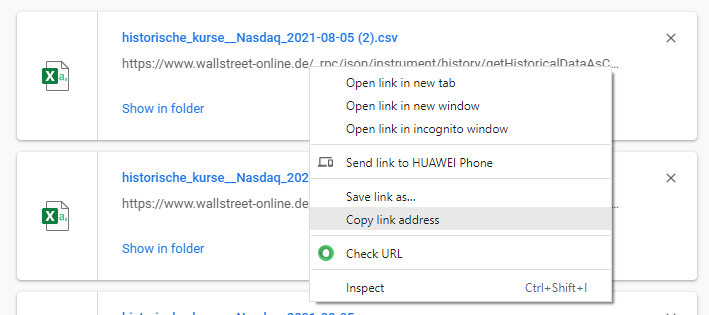 historische_kurse__Nasdaq_2021-08-05 (2).csv
https://www.wallstreet-online.de/_rpc/json/instrument/history/getHistoricalDataAsC...
Show in folder
Open link in new tab
Open link in new window
Open link in incognito window
Send link to HUAWEI Phone
historische_kurse__Nasdaq_202
https://www.wallstreet-online.de
Save link as...
Copy link address
Show in folder
Check URL
Inspect Ctrl+Shift+I